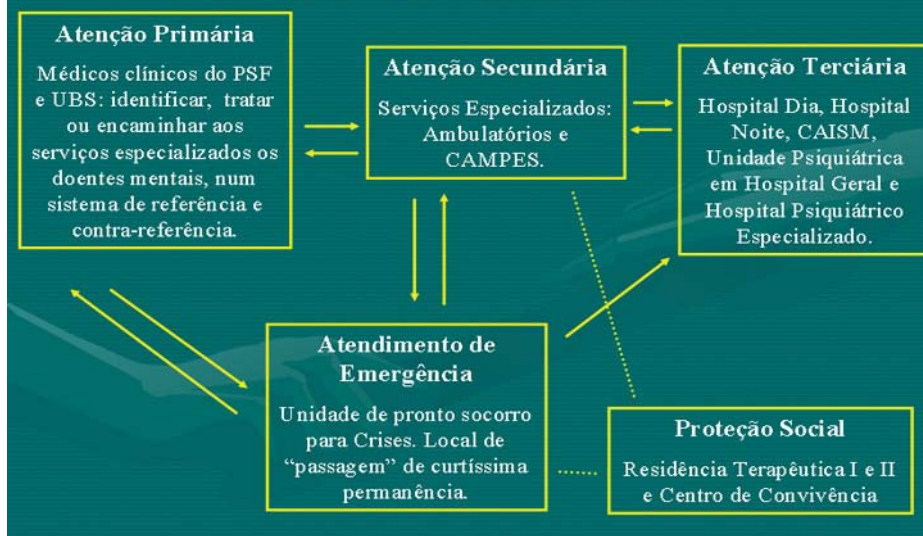 Atenção Primária
Médicos clínicos do PSF
e UBS: identificar, tratar
ou encaminhar aos
serviços especializados os
doentes mentais, num
sistema de referência e
contra-referência.
Atenção Secundária
Serviços Especializados:
Ambulatórios e
CAMPES.
Atenção Terciária
Hospital Dia, Hospital
Noite, CAISM,
Unidade Psiquiátrica
em Hospital Geral e
Hospital Psiquiátrico
Especializado.
Atendimento de
Emergência
Unidade de pronto socorro
para Crises. Local de
“passagem” de curtíssima
permanência.
Proteção Social
Residência Terapêutica I e II
e Centro de Convivência